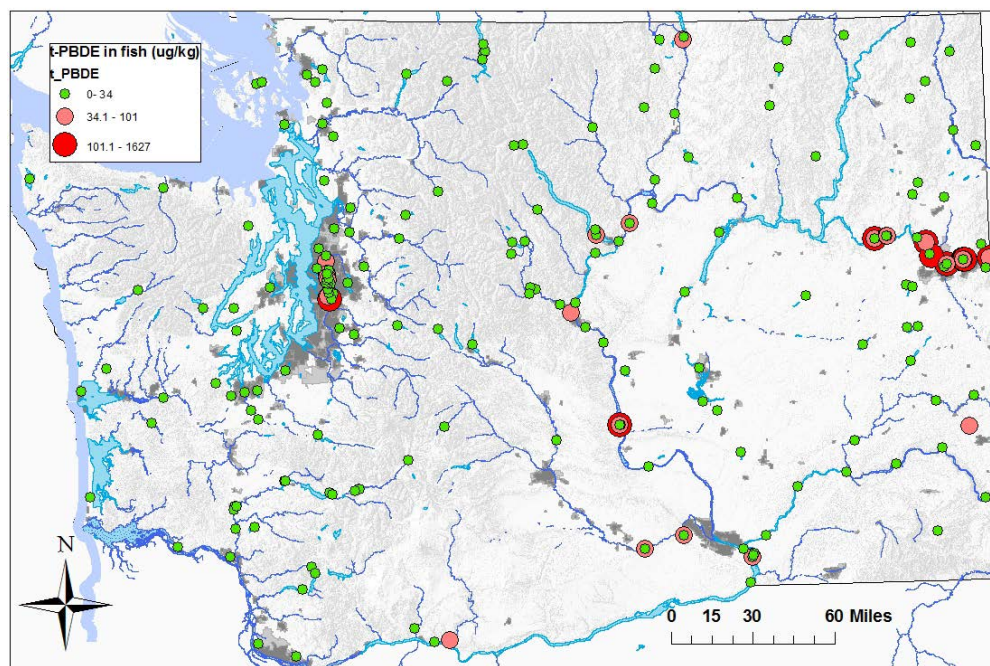 t-PBDE in fish (ug/kg)
t_PBDE
0- 34
34.1 - 101
101.1 - 1627
N
0 15 30 60 Miles